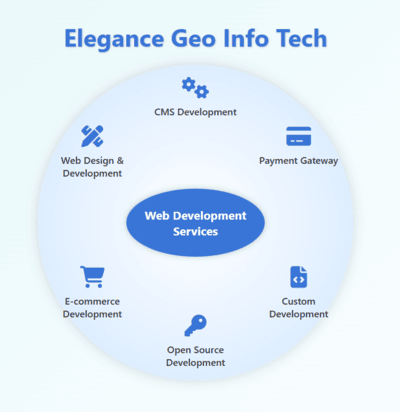 Elegance Geo Info Tech
CMS Development
Web Design &
Development
Payment Gateway
Web Development
Services
E-commerce
Development
Custom
Development
Open Source
Development